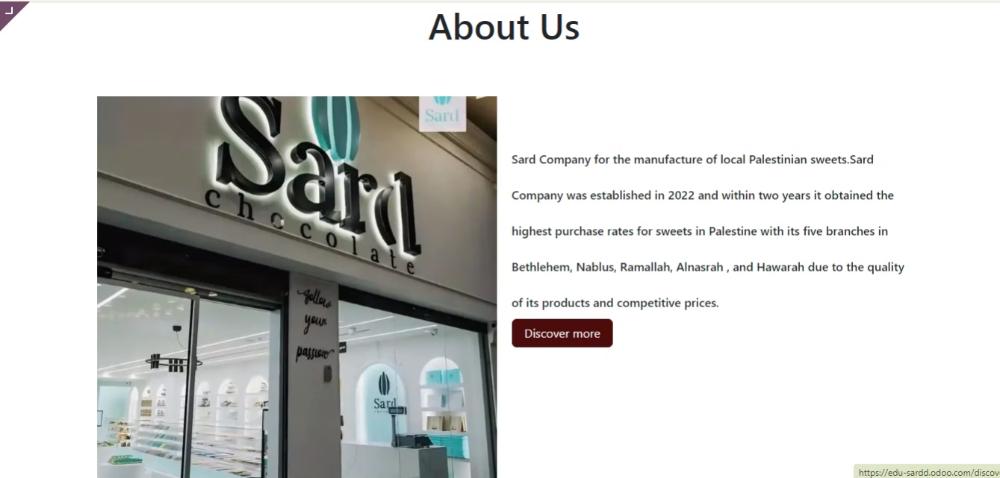 About Us
Sard
Sard
chocolate
follow
your
passion
Sard
Sard Company for the manufacture of local Palestinian sweets.Sard
Company was established in 2022 and within two years it obtained the
highest purchase rates for sweets in Palestine with its five branches in
Bethlehem, Nablus, Ramallah, Alnasrah , and Hawarah due to the quality
of its products and competitive prices.
Discover more
https://edu-sardd.odoo.com/discov